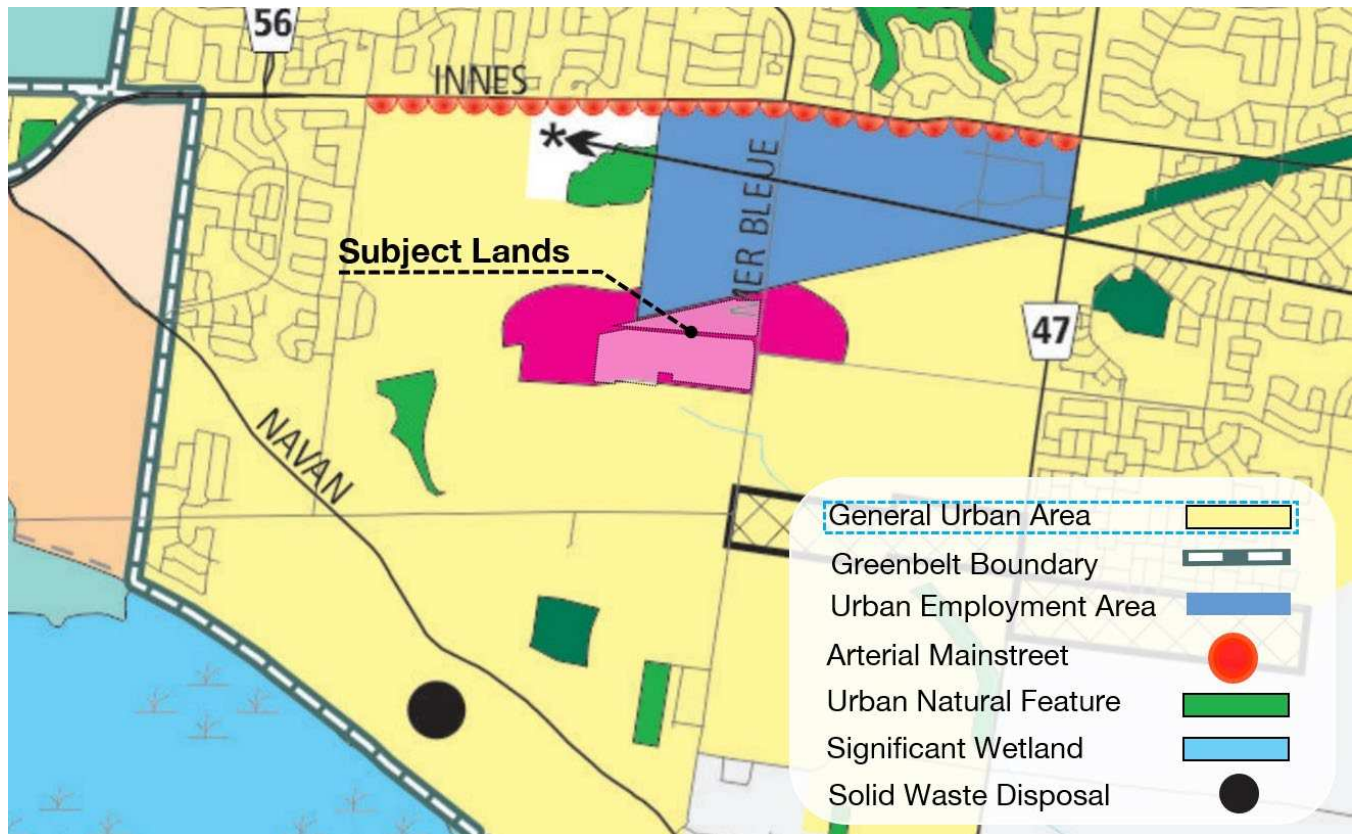 56
INNES
*
MER BLEUE
Subject Lands
47
NAVAN
General Urban Area
Greenbelt Boundary
Urban Employment Area
Arterial Mainstreet
Urban Natural Feature
Significant Wetland
Solid Waste Disposal